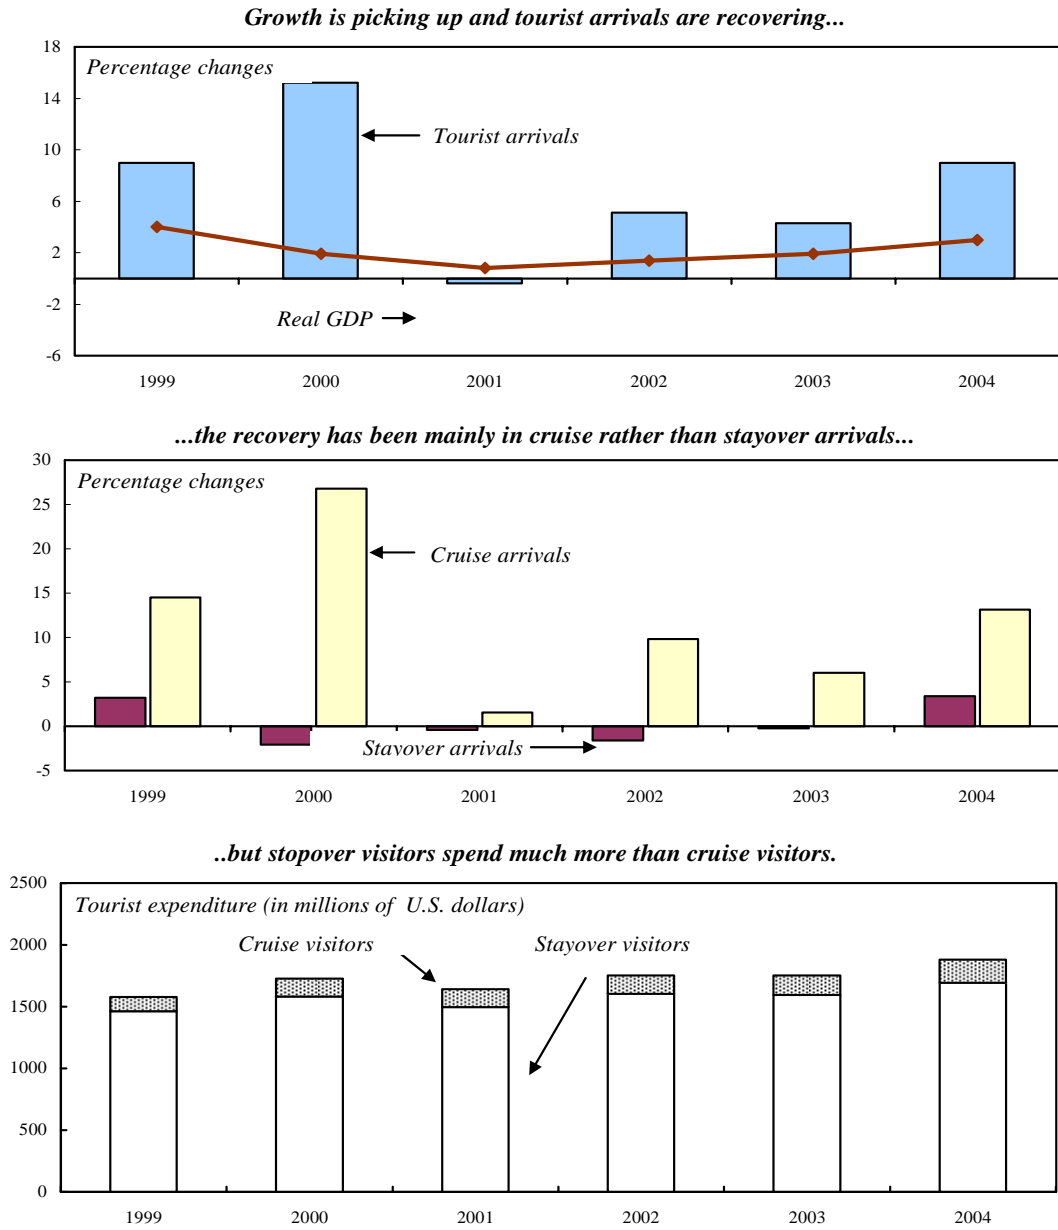 Growth is picking up and tourist arrivals are recovering...
18
Percentage changes
14
Tourist arrivals
10
6
2
-2
Real GDP
-6
1999 2000 2001 2002 2003 2004
...the recovery has been mainly in cruise rather than stayover arrivals...
30
Percentage changes
25
20
Cruise arrivals
15
10
5
0
Stayover arrivals
-5
1999 2000 2001 2002 2003 2004
..but stopover visitors spend much more than cruise visitors.
2500
Tourist expenditure (in millions of U.S. dollars)
2000
Cruise visitors Stayover visitors
1500
1000
500
0
1999 2000 2001 2002 2003 2004